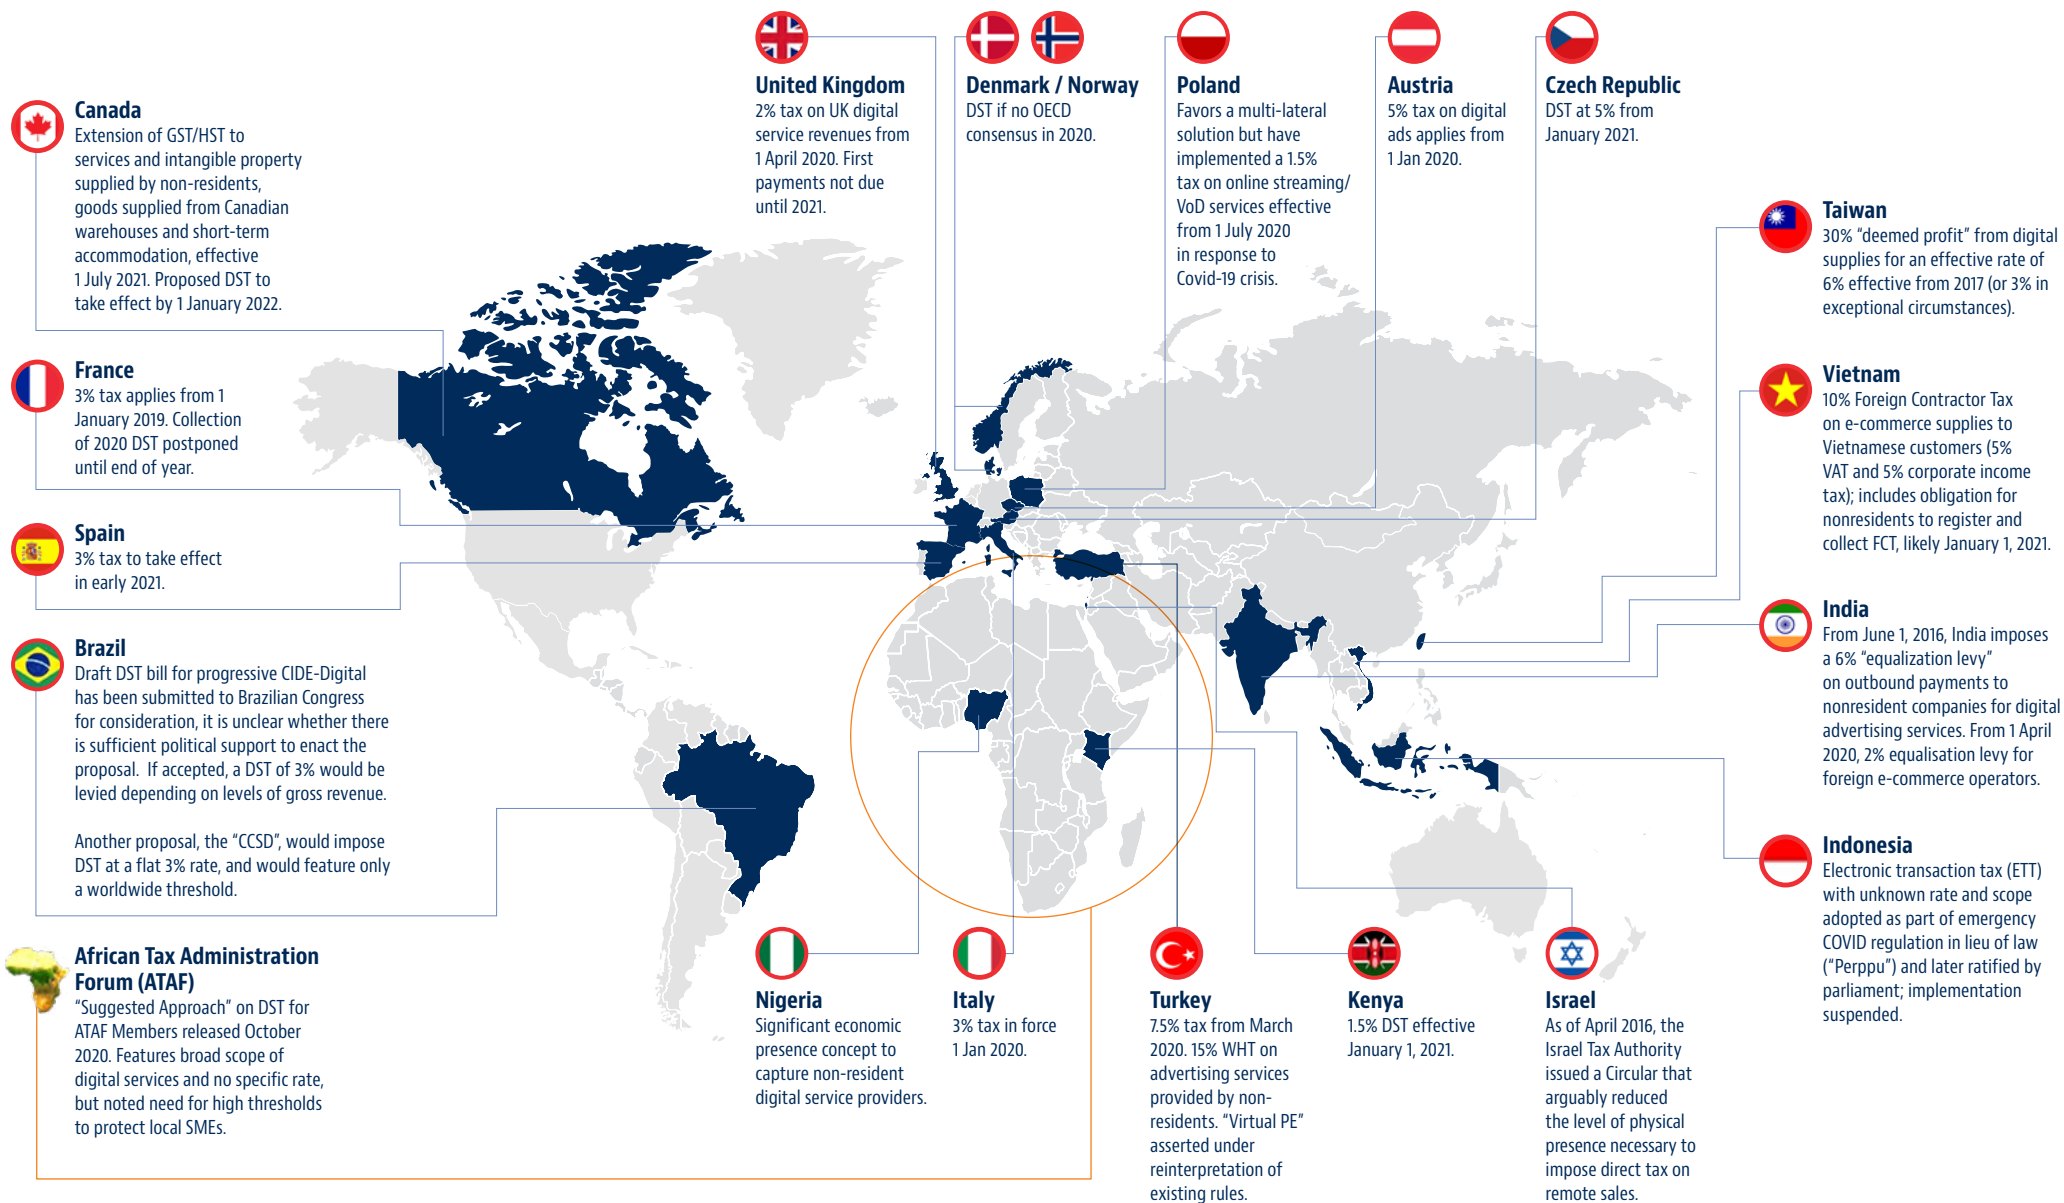 Canada
Extension of GST/HST to
services and intangible property
supplied by non-residents,
goods supplied from Canadian
warehouses and short-term
accommodation, effective
1 July 2021. Proposed DST to
take effect by 1 January 2022.
France
3% tax applies from 1
January 2019. Collection
of 2020 DST postponed
until end of year.
Spain
3% tax to take effect
in early 2021.
Brazil
Draft DST bill for progressive CIDE-Digital
has been submitted to Brazilian Congress
for consideration, it is unclear whether there
is sufficient political support to enact the
proposal. If accepted, a DST of 3% would be
levied depending on levels of gross revenue.
Another proposal, the “CCSD”, would impose
DST at a flat 3% rate, and would feature only
a worldwide threshold.
African Tax Administration
Forum (ATAF)
“Suggested Approach” on DST for
ATAF Members released October
2020. Features broad scope of
digital services and no specific rate,
but noted need for high thresholds
to protect local SMEs.
United Kingdom
2% tax on UK digital
service revenues from
1 April 2020. First
payments not due
until 2021.
Denmark / Norway
DST if no OECD
consensus in 2020.
Poland
Favors a multi-lateral
solution but have
implemented a 1.5%
tax on online streaming/
VoD services effective
from 1 July 2020
in response to
Covid-19 crisis.
Austria
5% tax on digital
ads applies from
1 Jan 2020.
Czech Republic
DST at 5% from
January 2021.
Taiwan
30% “deemed profit” from digital
supplies for an effective rate of
6% effective from 2017 (or 3% in
exceptional circumstances).
Vietnam
10% Foreign Contractor Tax
on e-commerce supplies to
Vietnamese customers (5%
VAT and 5% corporate income
tax); includes obligation for
nonresidents to register and
collect FCT, likely January 1, 2021.
India
From June 1, 2016, India imposes
a 6% “equalization levy”
on outbound payments to
nonresident companies for digital
advertising services. From 1 April
2020, 2% equalisation levy for
foreign e-commerce operators.
Indonesia
Electronic transaction tax (ETT)
with unknown rate and scope
adopted as part of emergency
COVID regulation in lieu of law
(“Perppu”) and later ratified by
parliament; implementation
suspended.
Nigeria
Significant economic
presence concept to
capture non-resident
digital service providers.
Italy
3% tax in force
1 Jan 2020.
Turkey
7.5% tax from March
2020. 15% WHT on
advertising services
provided by non-
residents. “Virtual PE”
asserted under
reinterpretation of
existing rules.
Kenya
1.5% DST effective
January 1, 2021.
Israel
As of April 2016, the
Israel Tax Authority
issued a Circular that
arguably reduced
the level of physical
presence necessary to
impose direct tax on
remote sales.